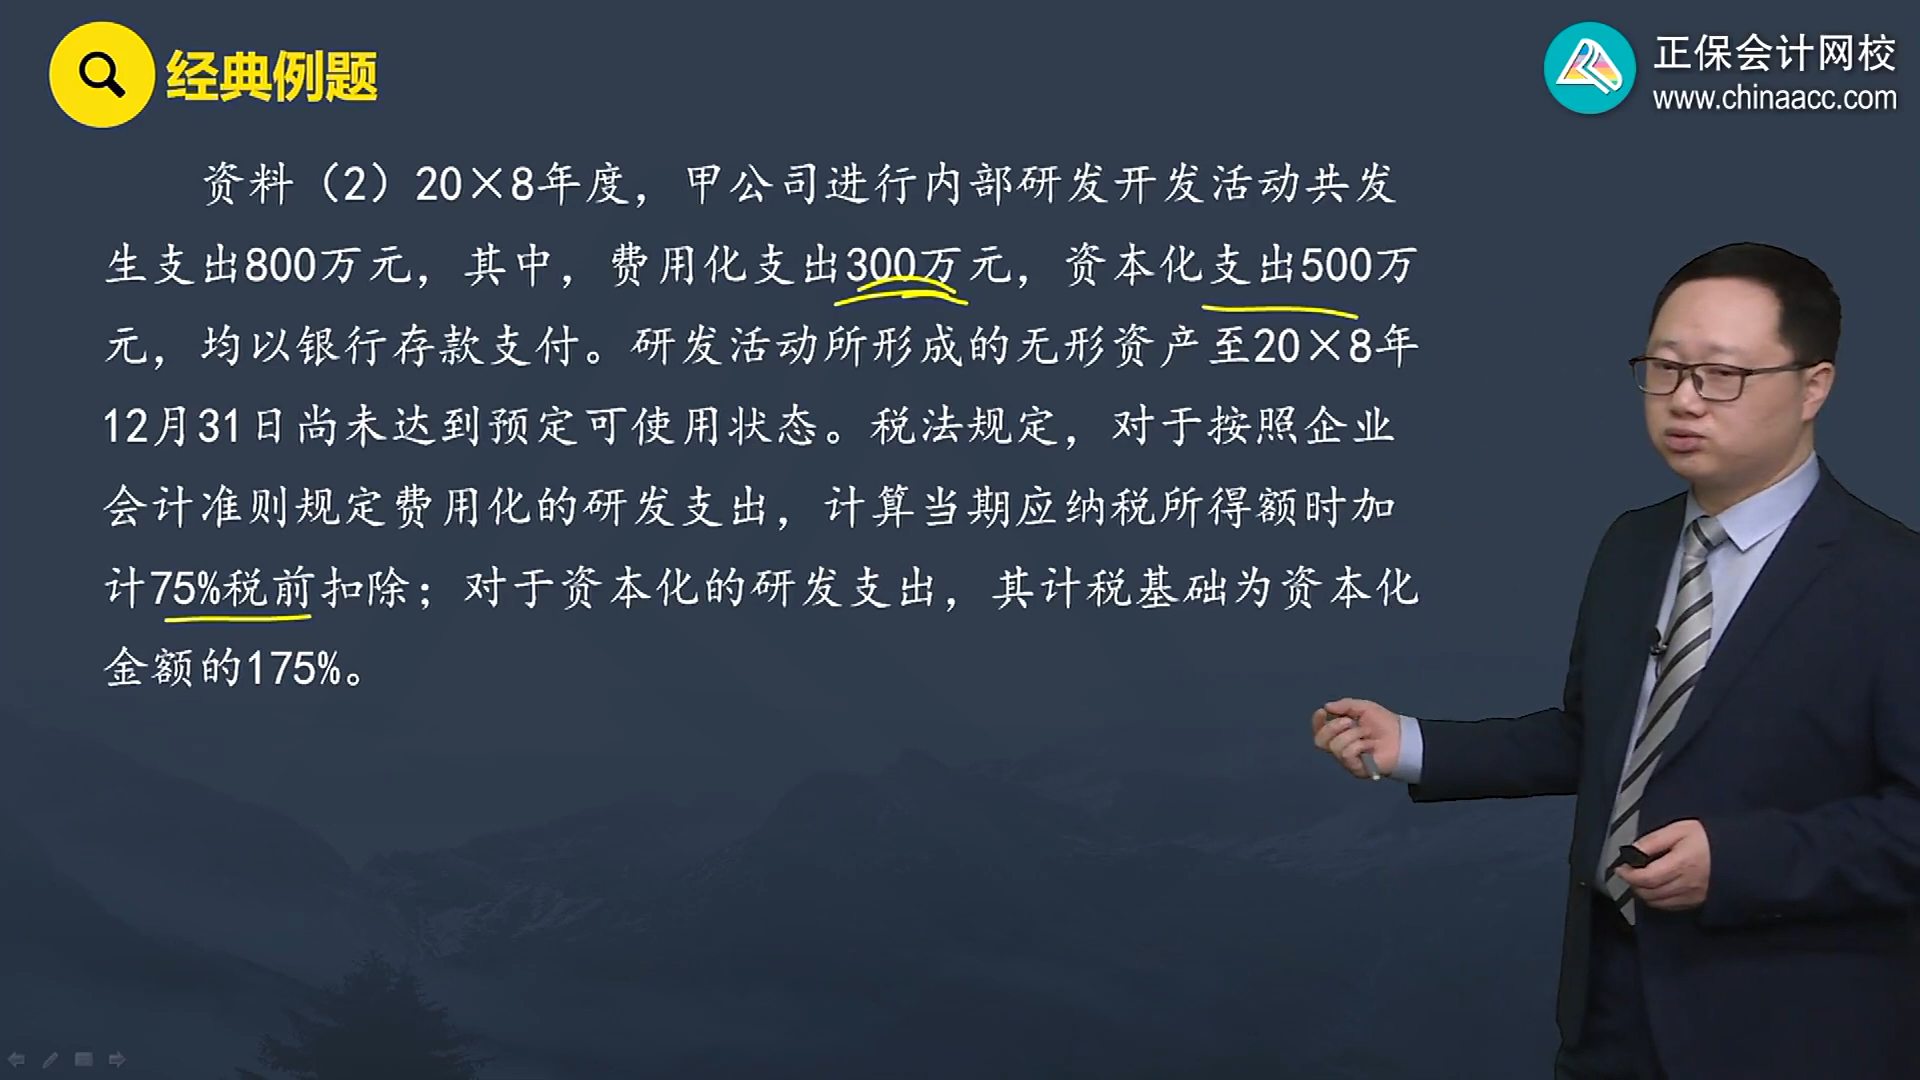 经典例题
正保会计网校
www.chinaacc.com
资料（2）20×8年度，甲公司进行内部研发开发活动共发
生支出800万元，其中，费用化支出300万元，资本化支出500万
元，均以银行存款支付。研发活动所形成的无形资产至20×8年
12月31日尚未达到预定可使用状态。税法规定，对于按照企业
会计准则规定费用化的研发支出，计算当期应纳税所得额时加
计75%税前扣除；对于资本化的研发支出，其计税基础为资本化
金额的175%。